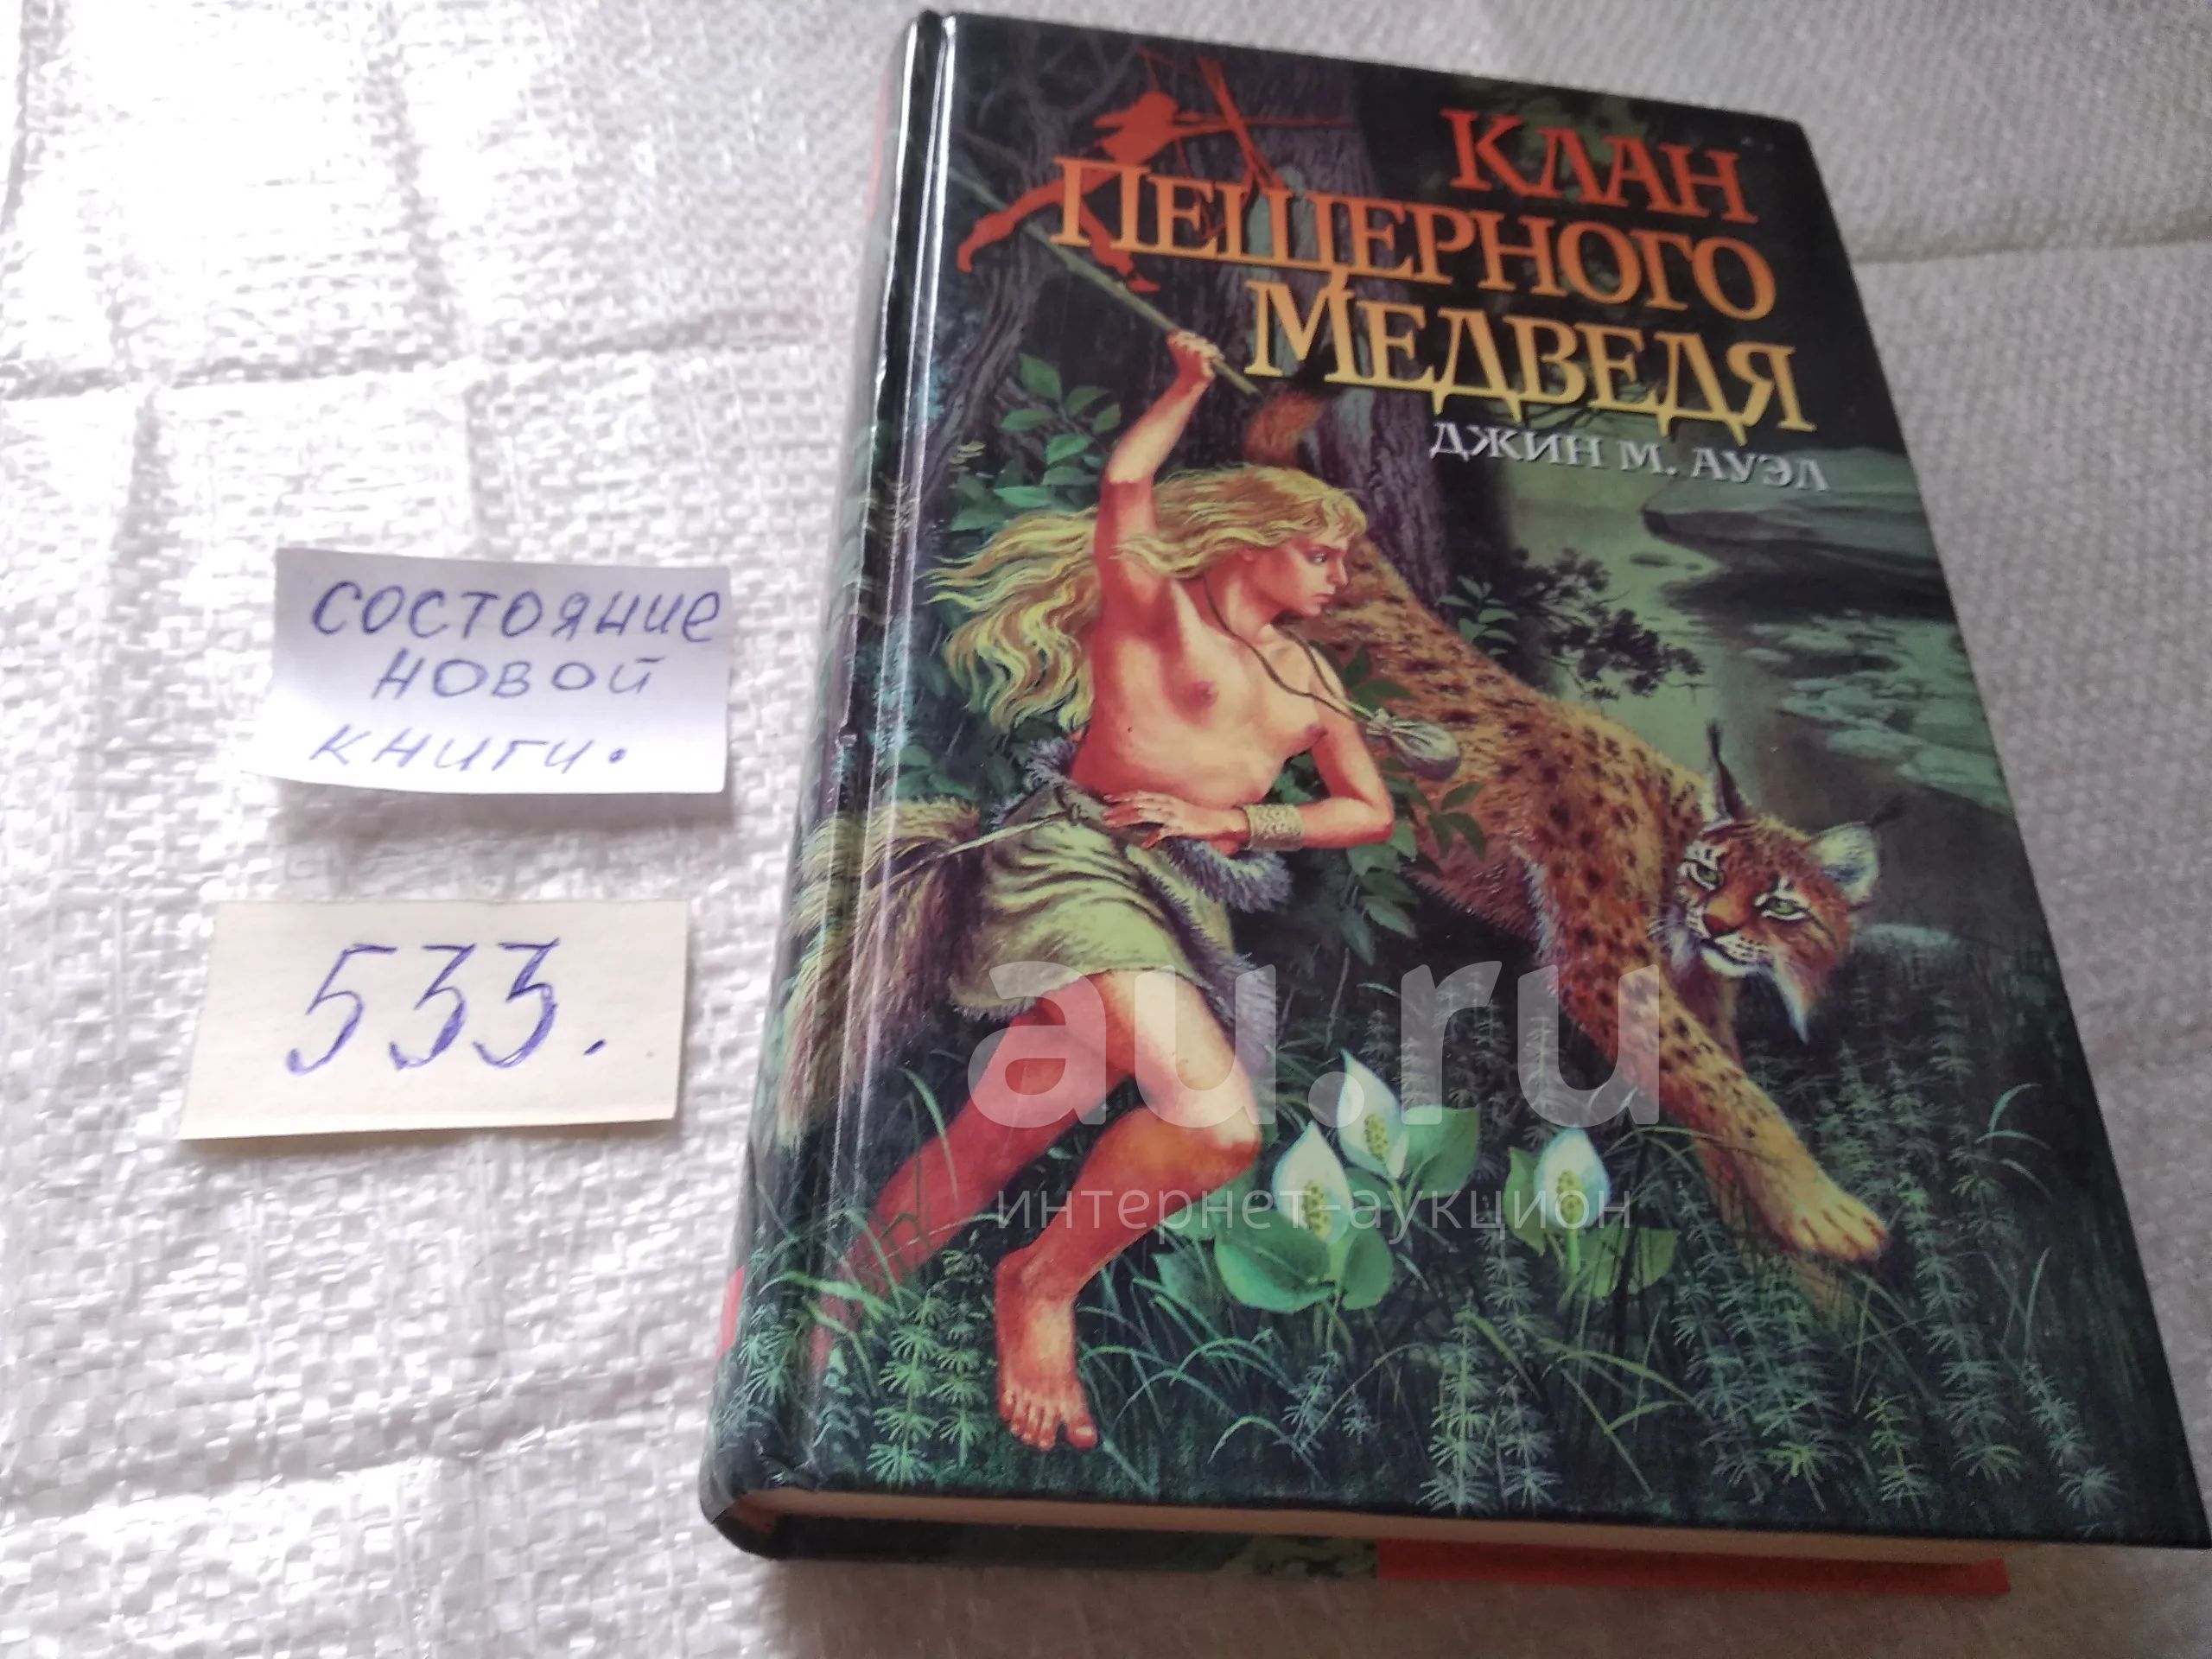 КЛАН
ПЕЩЕРНОГО
МЕДВЕДЯ
ДЖИН М. АУЭЛ
состояние
новой
книги.
533.
au.ru
интернет-аукцион